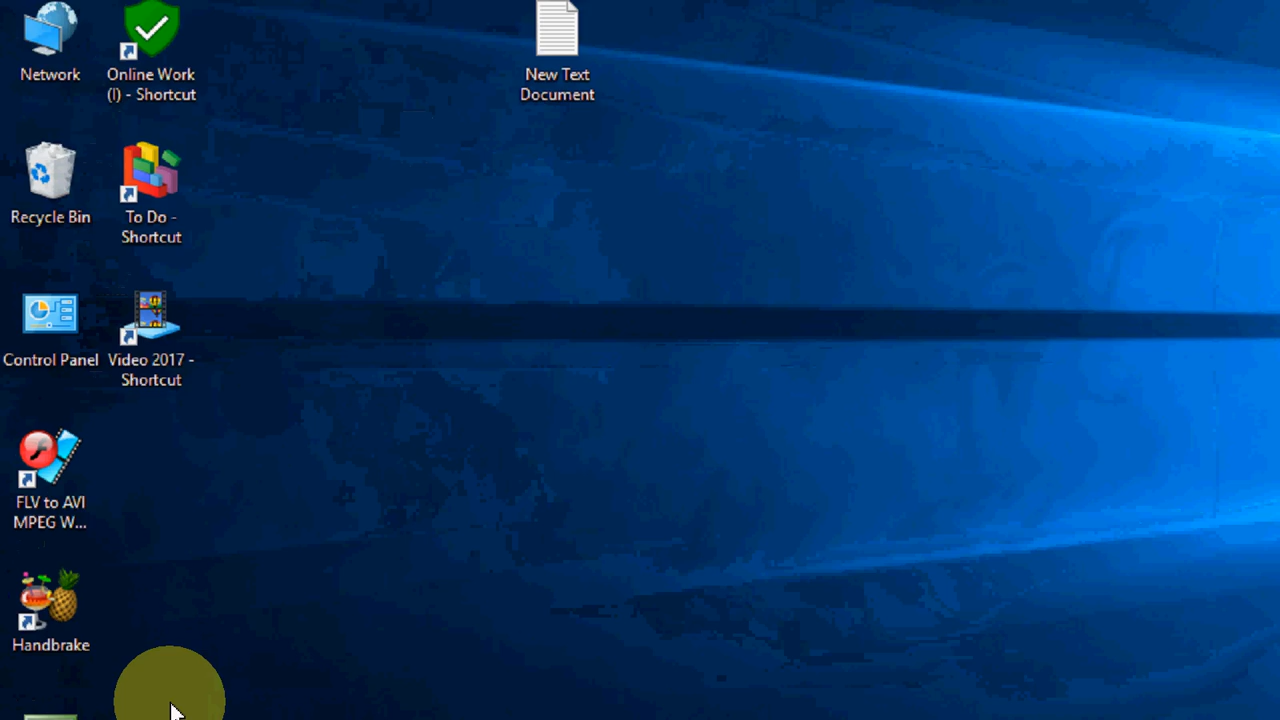 Network
Online Work
(I) - Shortcut
New Text
Document
Recycle Bin
To Do -
Shortcut
Control Panel
Video 2017 -
Shortcut
FLV to AVI
MPEG W...
Handbrake